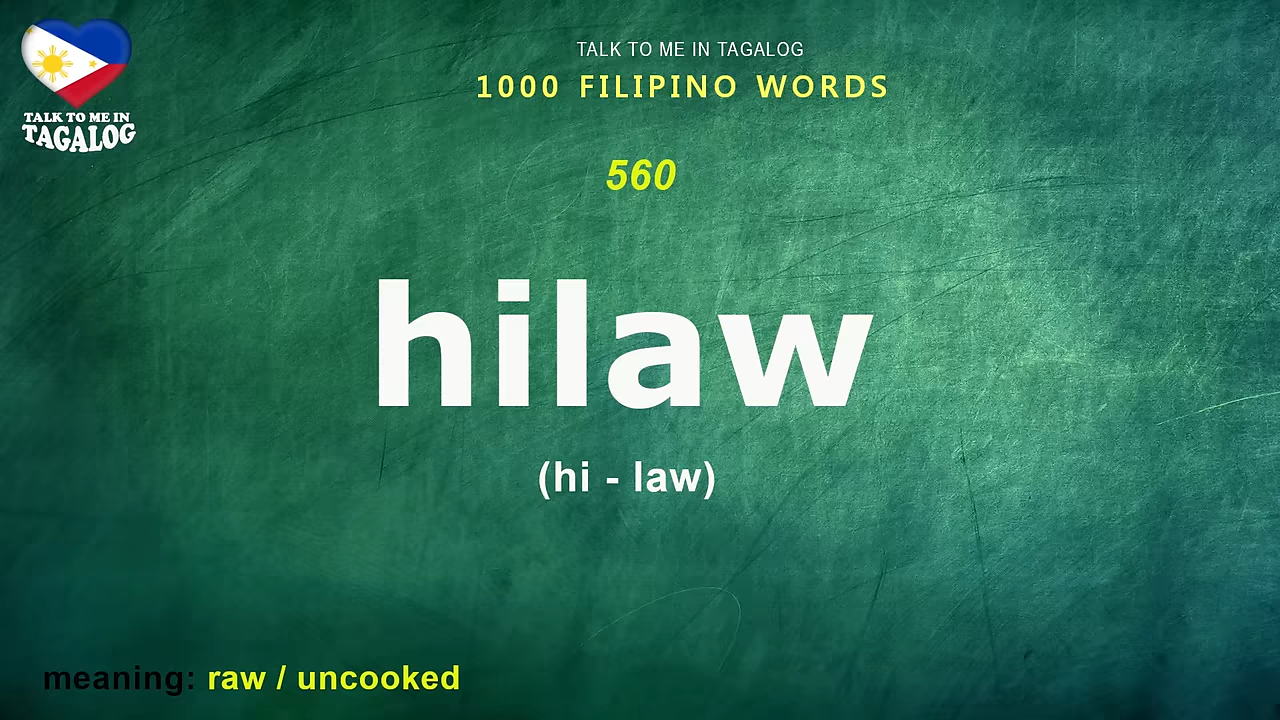 TALK TO ME IN
TAGALOG
TALK TO ME IN TAGALOG
1000 FILIPINO WORDS
560
hilaw
(hi - law)
meaning: raw / uncooked